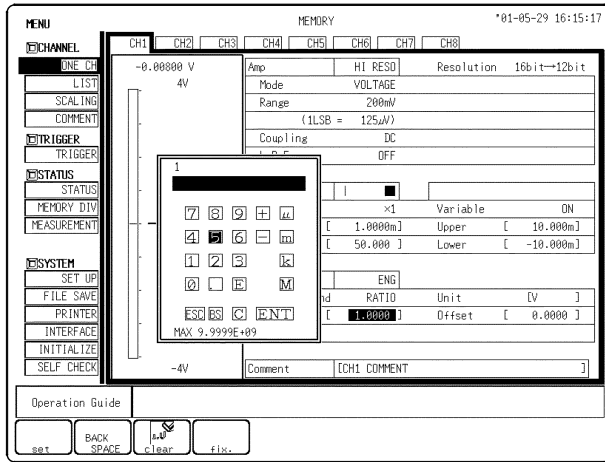 MENU MEMORY '01-05-29 16:15:17
CHANNEL CH1 CH2 CH3 CH4 CH5 CH6 CH7 CH8
ONE CH -0.00800 V Amp HI RESO Resolution 16bit→12bit
LIST 4V Mode VOLTAGE
SCALING Range 200mV
COMMENT (1LSB = 125μV)
TRIGGER Coupling DC
TRIGGER OFF
STATUS 1
STATUS
MEMORY DIV 7 8 9 + μ ×1 Variable ON
MEASUREMENT [ 1.0000m] Upper [ 10.000m]
4 5 6 - m [ 50.000 ] Lower [ -10.000m]
1 2 3 k
SYSTEM
SET UP 0 . E M ENG
FILE SAVE RATIO Unit [V ]
PRINTER ESC BS C ENT [ 1.0000 ] Offset [ 0.0000 ]
INTERFACE MAX 9.9999E+09
INITIALIZE
SELF CHECK -4V Comment [CH1 COMMENT ]
Operation Guide
set BACK SPACE clear fix.